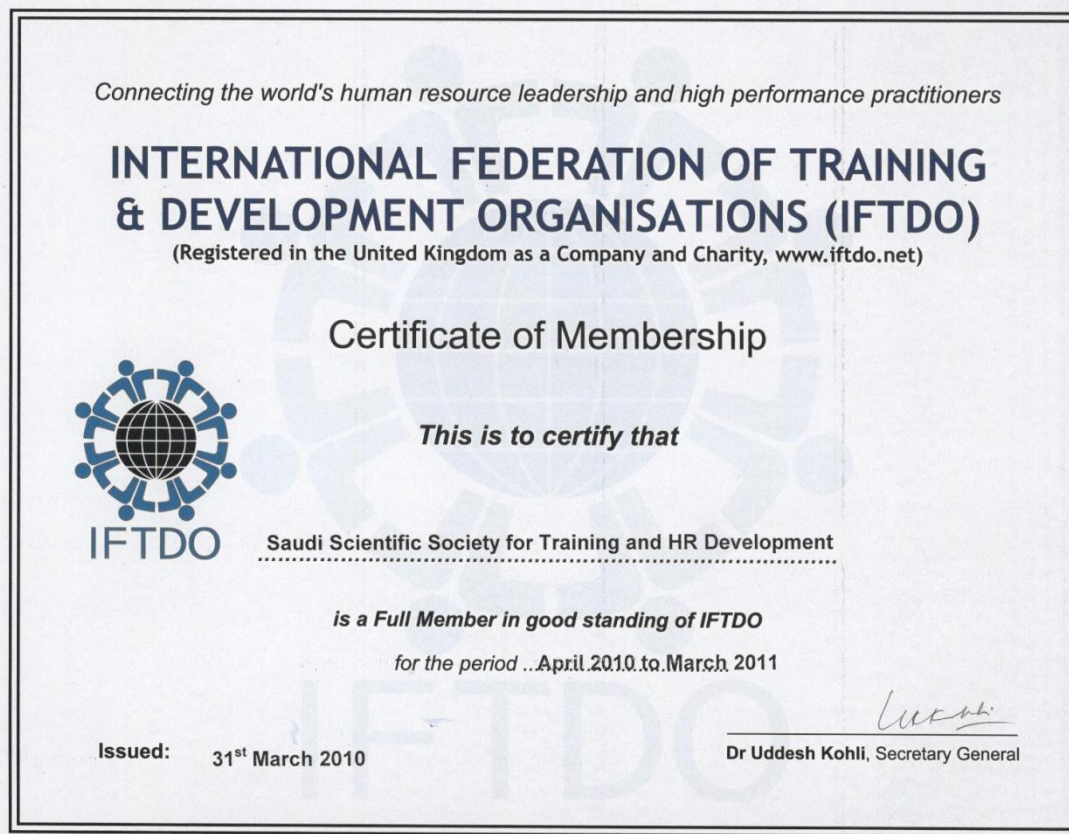 Connecting the world's human resource leadership and high performance practitioners
INTERNATIONAL FEDERATION OF TRAINING
& DEVELOPMENT ORGANISATIONS (IFTDO)
(Registered in the United Kingdom as a Company and Charity, www.iftdo.net)
Certificate of Membership
This is to certify that
IFTDO
Saudi Scientific Society for Training and HR Development
is a Full Member in good standing of IFTDO
for the period ..April 2010 to March 2011
Issued: 31st March 2010
Dr Uddesh Kohli, Secretary General
IFTDO